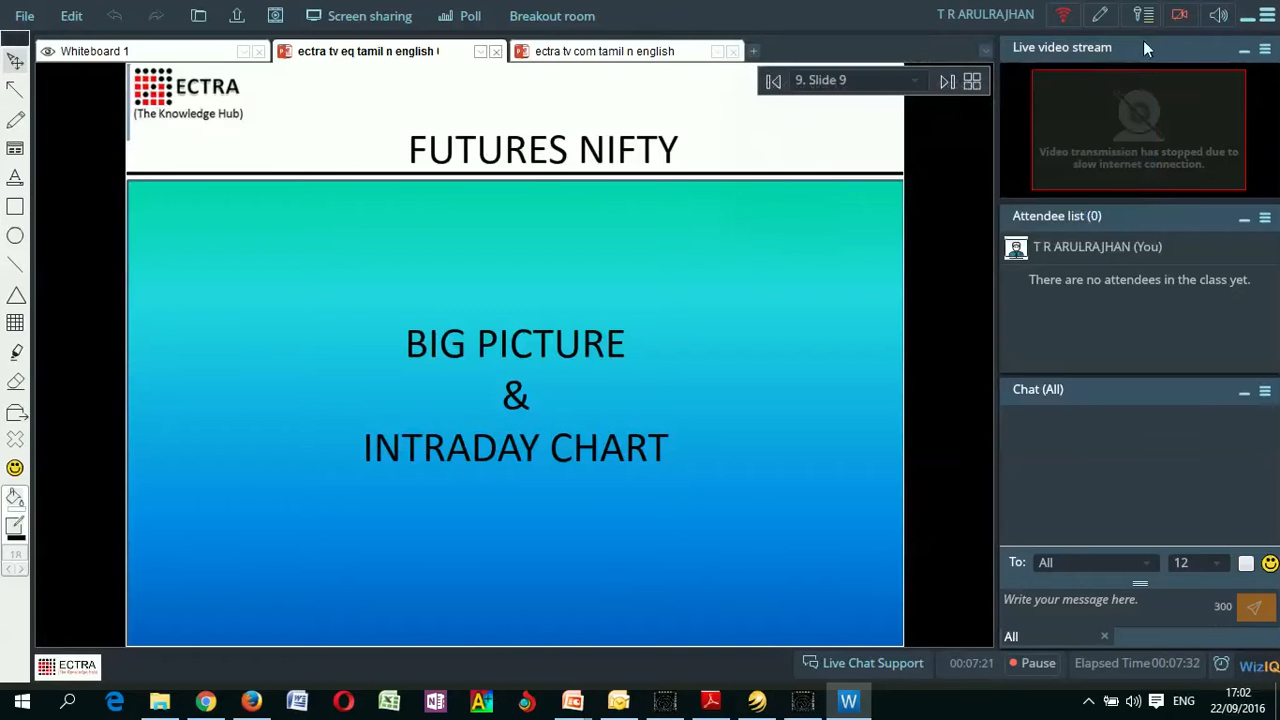 File Edit Screen sharing Poll Breakout room T R ARULRAJHAN
Whiteboard 1 ectra tv eq tamil n english ectra tv com tamil n english
Live video stream
ECTRA
(The Knowledge Hub)
9. Slide 9
FUTURES NIFTY
BIG PICTURE
&
INTRADAY CHART
Video transmission has stopped due to
slow internet connection.
Attendee list (0)
T R ARULRAJHAN (You)
There are no attendees in the class yet.
Chat (All)
To: All 12
Write your message here. 300
All
18
ECTRA
(The Knowledge Hub)
Live Chat Support 00:07:21 Pause Elapsed Time 00:07:32 WizIQ
ENG 17:02
22/09/2016